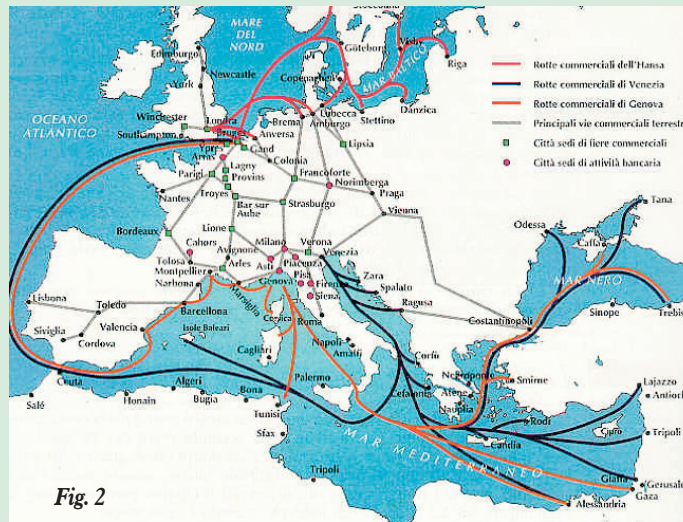 Stoccolma
MARE
DEL
NORD
Edimburgo
Newcastle
York
Göteborg
Visby
Riga
MAR BALTICO
Copenaghen
Danzica
Stettino
Lubecca
Amburgo
Brema
OCEANO
ATLANTICO
Winchester
Southampton
Londra
Bruges
Anversa
Ypres
Gand
Arras
Colonia
Lipsia
Lagny
Provins
Parigi
Troyes
Bar sur
Aube
Francoforte
Norimberga
Praga
Vienna
Strasburgo
Nantes
Bordeaux
Cahors
Lione
Tolosa
Avignone
Arles
Montpellier
Narbona
Marsiglia
Milano
Verona
Venezia
Asti
Piacenza
Genova
Pisa
Firenze
Siena
Zara
Spalato
Ragusa
Corsica
Roma
Napoli
Amalfi
Cagliari
Palermo
Lisbona
Toledo
Siviglia
Cordova
Valencia
Barcellona
Isole Baleari
Ceuta
Salé
Honain
Algeri
Bugia
Bona
Tunisi
Sfax
Tripoli
Odessa
Tana
Caffa
MAR NERO
Sinope
Costantinopoli
Corfù
Cefalonia
Negroponte
Atene
Nauplia
Smirne
Candia
Rodi
Cipro
Lajazzo
Tripoli
Giaffa
Gaza
Alessandria
MAR MEDITERRANEO
Rotte commerciali dell'Hansa
Rotte commerciali di Venezia
Rotte commerciali di Genova
Principali vie commerciali terrestri
Città sedi di fiere commerciali
Città sedi di attività bancaria
Fig. 2